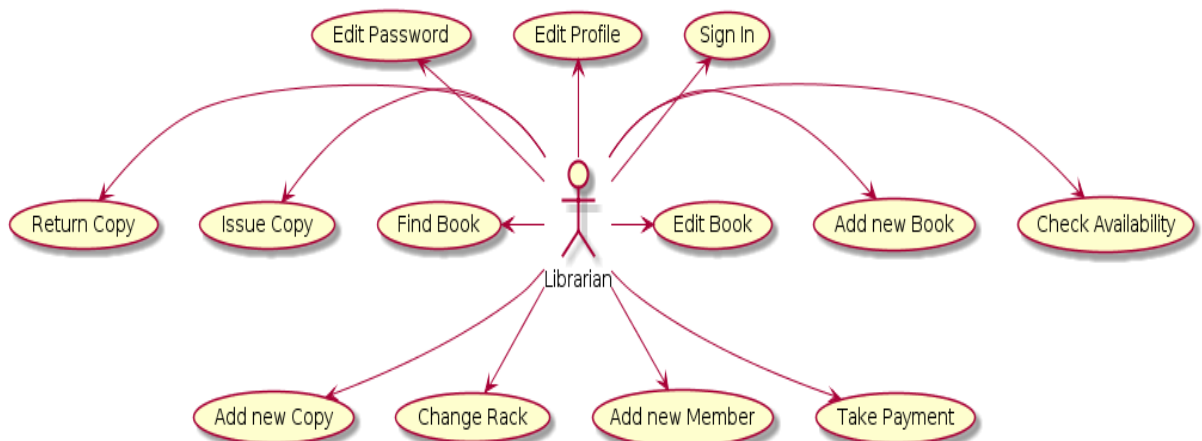 Edit Password
Edit Profile
Sign In
Return Copy
Issue Copy
Find Book
Edit Book
Add new Book
Check Availability
Librarian
Add new Copy
Change Rack
Add new Member
Take Payment